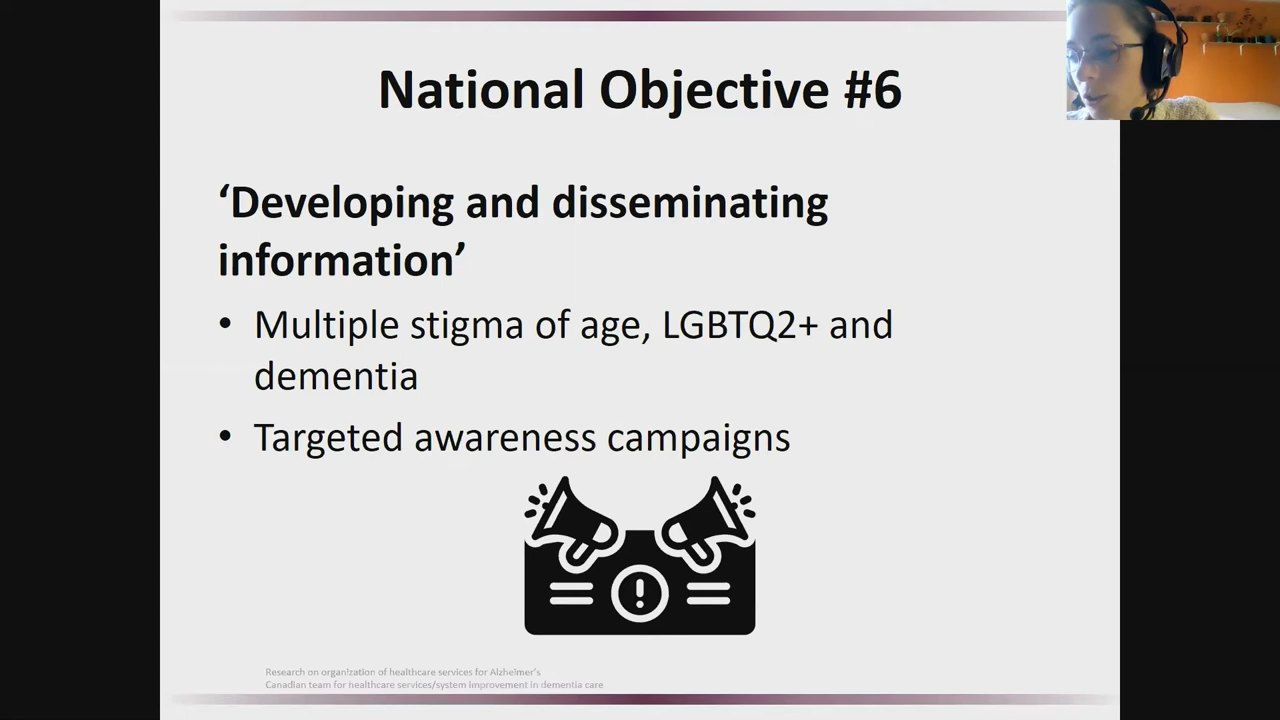 National Objective #6
‘Developing and disseminating
information’
• Multiple stigma of age, LGBTQ2+ and
dementia
• Targeted awareness campaigns
Research on organization of healthcare services for Alzheimer's
Canadian team for healthcare services/system improvement in dementia care